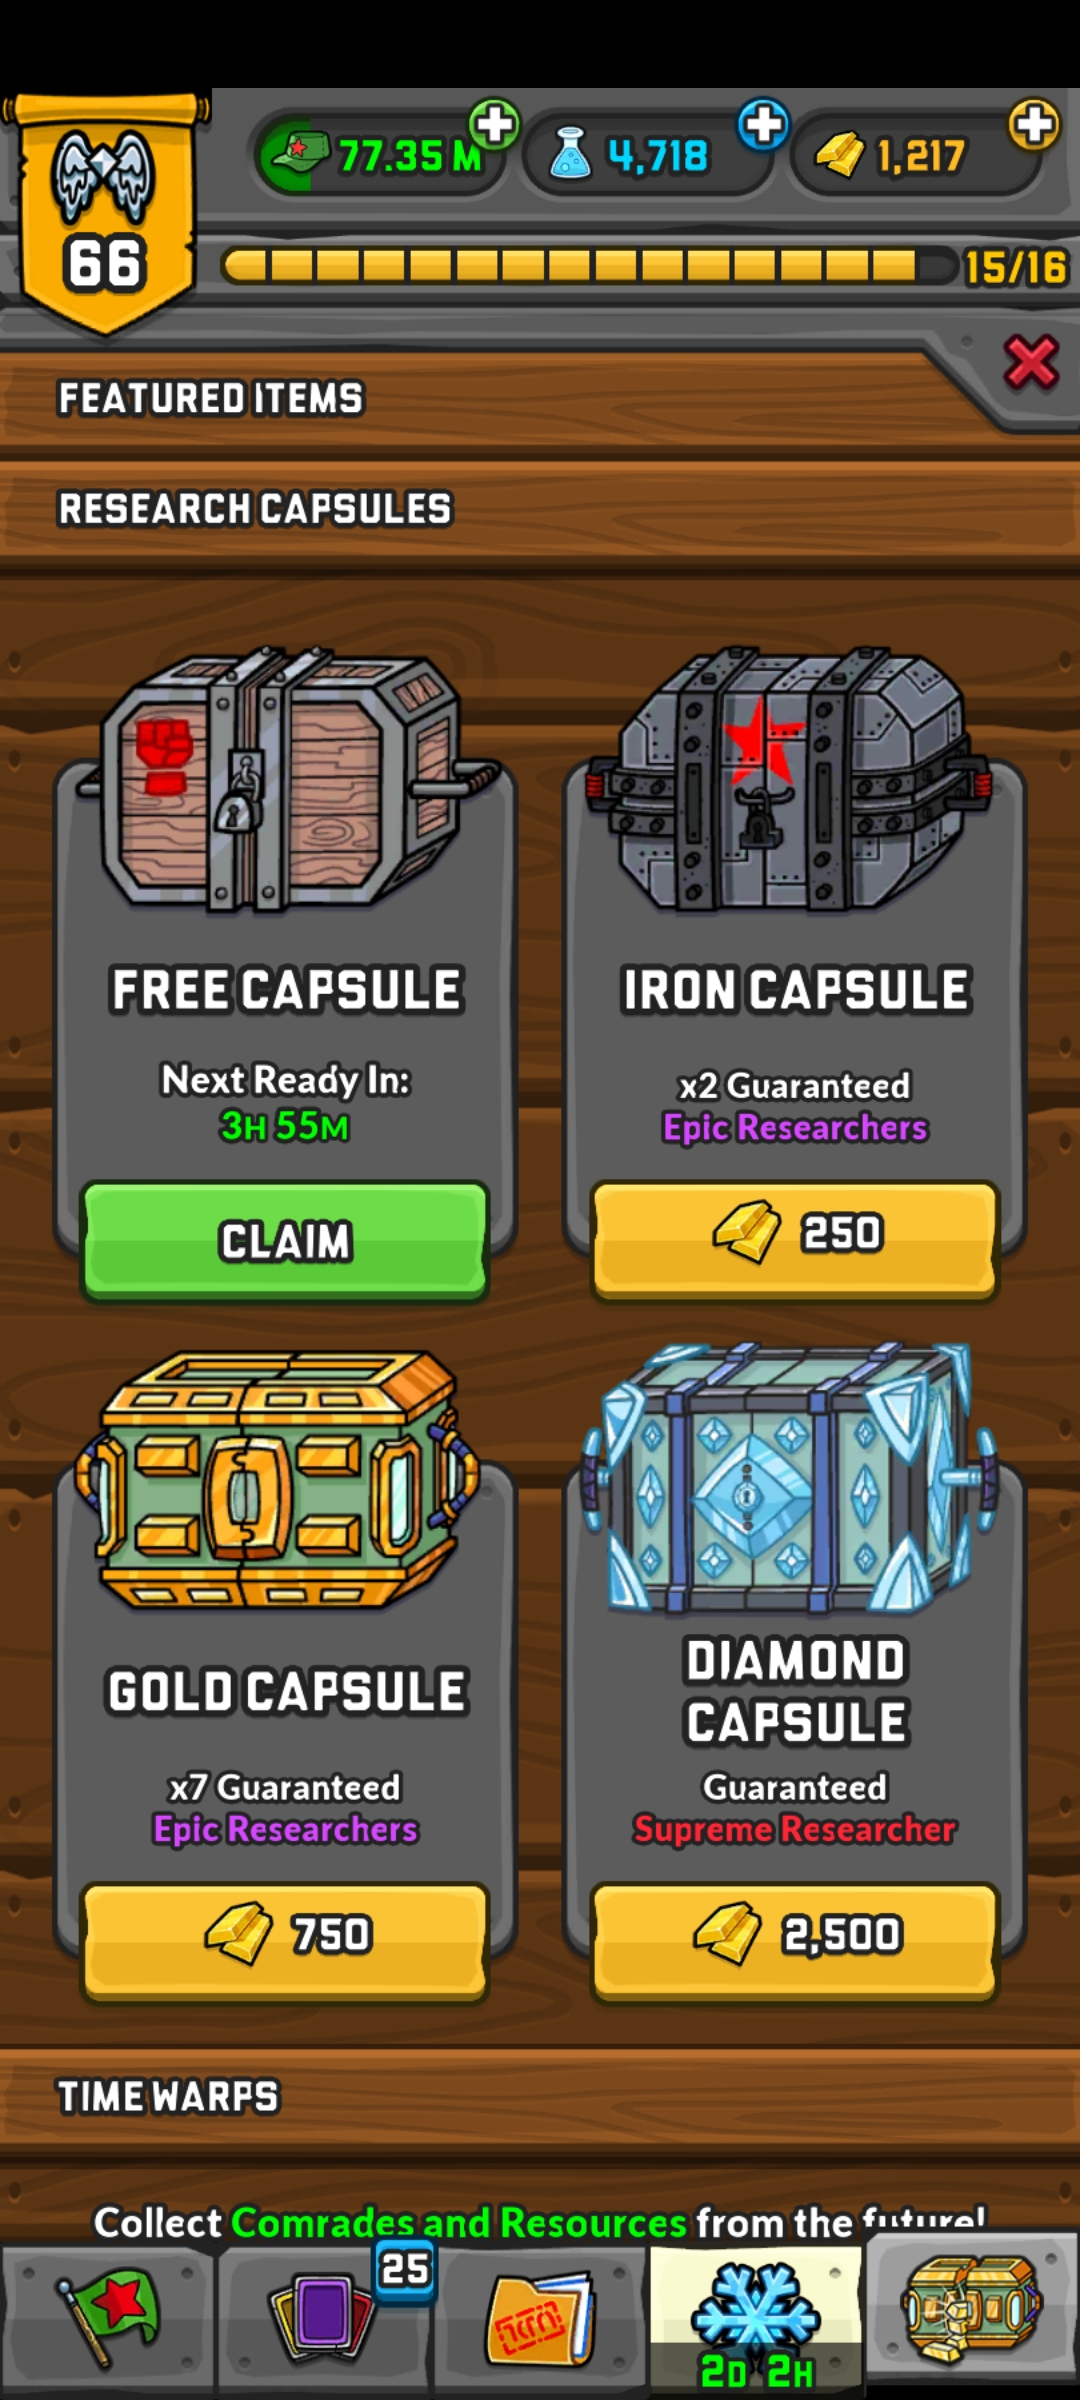 77.35 M
4,718
1,217
66
15/16
FEATURED ITEMS
RESEARCH CAPSULES
FREE CAPSULE
Next Ready In:
3H 55M
CLAIM
IRON CAPSULE
x2 Guaranteed
Epic Researchers
250
GOLD CAPSULE
x7 Guaranteed
Epic Researchers
750
DIAMOND
CAPSULE
Guaranteed
Supreme Researcher
2,500
TIME WARPS
Collect Comrades and Resources from the future!
25
2D 2H